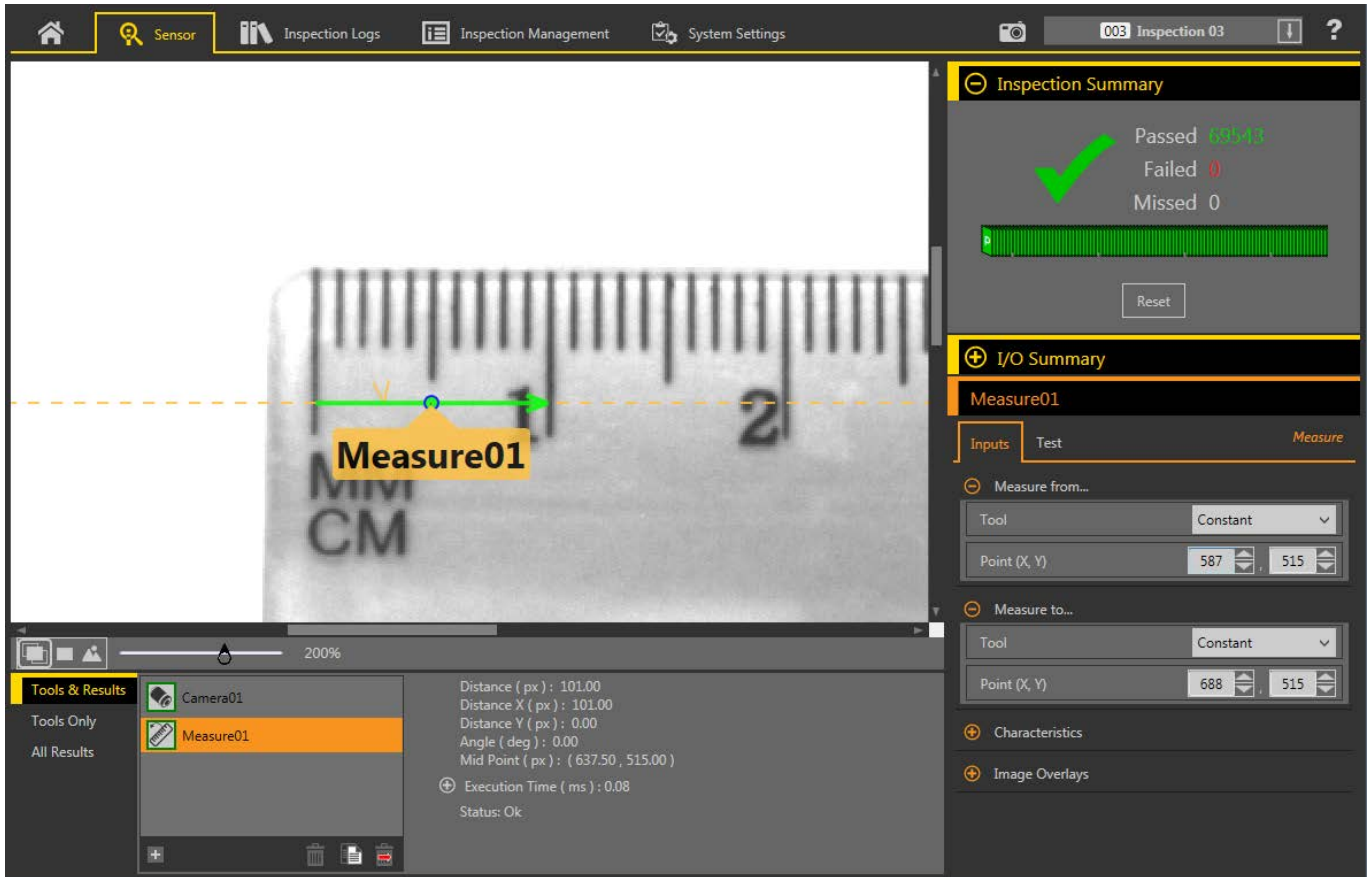 Sensor
Inspection Logs
Inspection Management
System Settings
003 Inspection 03
?
Inspection Summary
Passed 69543
Failed 0
Missed 0
P
Reset
I/O Summary
Measure01
Inputs
Test
Measure
Measure from...
Tool
Constant
Point (X, Y)
587 , 515
Measure to...
Tool
Constant
Point (X, Y)
688 , 515
Characteristics
Image Overlays
1
2
Measure01
MM
CM
200%
Tools & Results
Tools Only
All Results
Camera01
Measure01
Distance ( px ) : 101.00
Distance X ( px ) : 101.00
Distance Y ( px ) : 0.00
Angle ( deg ) : 0.00
Mid Point ( px ) : ( 637.50 , 515.00 )
Execution Time ( ms ) : 0.08
Status: Ok